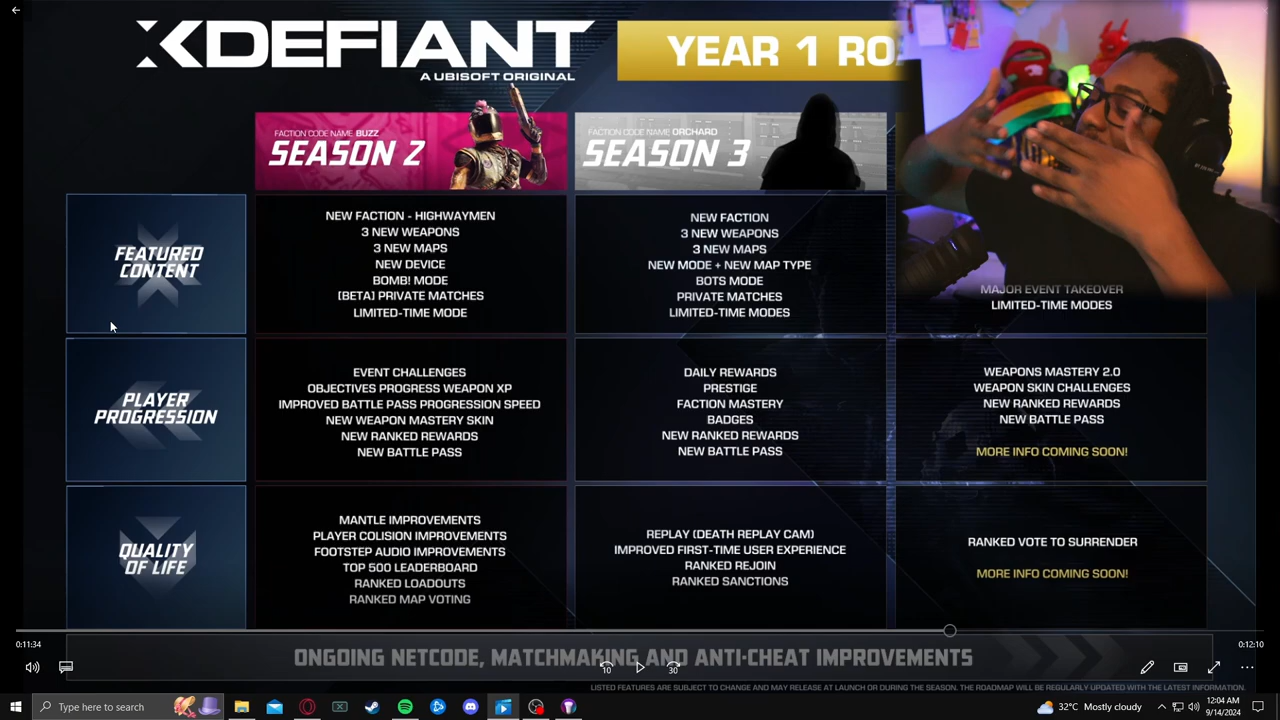 XDEFIANT
A UBISOFT ORIGINAL
YEAR 1
FACTION CODE NAME BUZZ
SEASON 2
FACTION CODE NAME ORCHARD
SEASON 3
FEATURED
CONTENT
NEW FACTION - HIGHWAYMEN
3 NEW WEAPONS
3 NEW MAPS
NEW DEVICE
BOMB! MODE
(BETA) PRIVATE MATCHES
LIMITED-TIME MODE
NEW FACTION
3 NEW WEAPONS
3 NEW MAPS
NEW MODE + NEW MAP TYPE
BOTS MODE
PRIVATE MATCHES
LIMITED-TIME MODES
MAJOR EVENT TAKEOVER
LIMITED-TIME MODES
PLAYER
PROGRESSION
EVENT CHALLENGES
OBJECTIVES PROGRESS WEAPON XP
IMPROVED BATTLE PASS PROGRESSION SPEED
NEW WEAPON MASTERY SKIN
NEW RANKED REWARDS
NEW BATTLE PASS
DAILY REWARDS
PRESTIGE
FACTION MASTERY
BADGES
NEW RANKED REWARDS
NEW BATTLE PASS
WEAPONS MASTERY 2.0
WEAPON SKIN CHALLENGES
NEW RANKED REWARDS
NEW BATTLE PASS
MORE INFO COMING SOON!
QUALITY
OF LIFE
MANTLE IMPROVEMENTS
PLAYER COLISION IMPROVEMENTS
FOOTSTEP AUDIO IMPROVEMENTS
TOP 500 LEADERBOARD
RANKED LOADOUTS
RANKED MAP VOTING
REPLAY (DEATH REPLAY CAM)
IMPROVED FIRST-TIME USER EXPERIENCE
RANKED REJOIN
RANKED SANCTIONS
RANKED VOTE TO SURRENDER
MORE INFO COMING SOON!
0:11:34
0:12:10
ONGOING NETCODE, MATCHMAKING AND ANTI-CHEAT IMPROVEMENTS
10
30
LISTED FEATURES ARE SUBJECT TO CHANGE AND MAY RELEASE AT LAUNCH OR DURING THE SEASON. THE ROADMAP WILL BE REGULARLY UPDATED WITH THE LATEST INFORMATION.
Type here to search
32°C Mostly cloudy
12:04 AM
9/14/2024